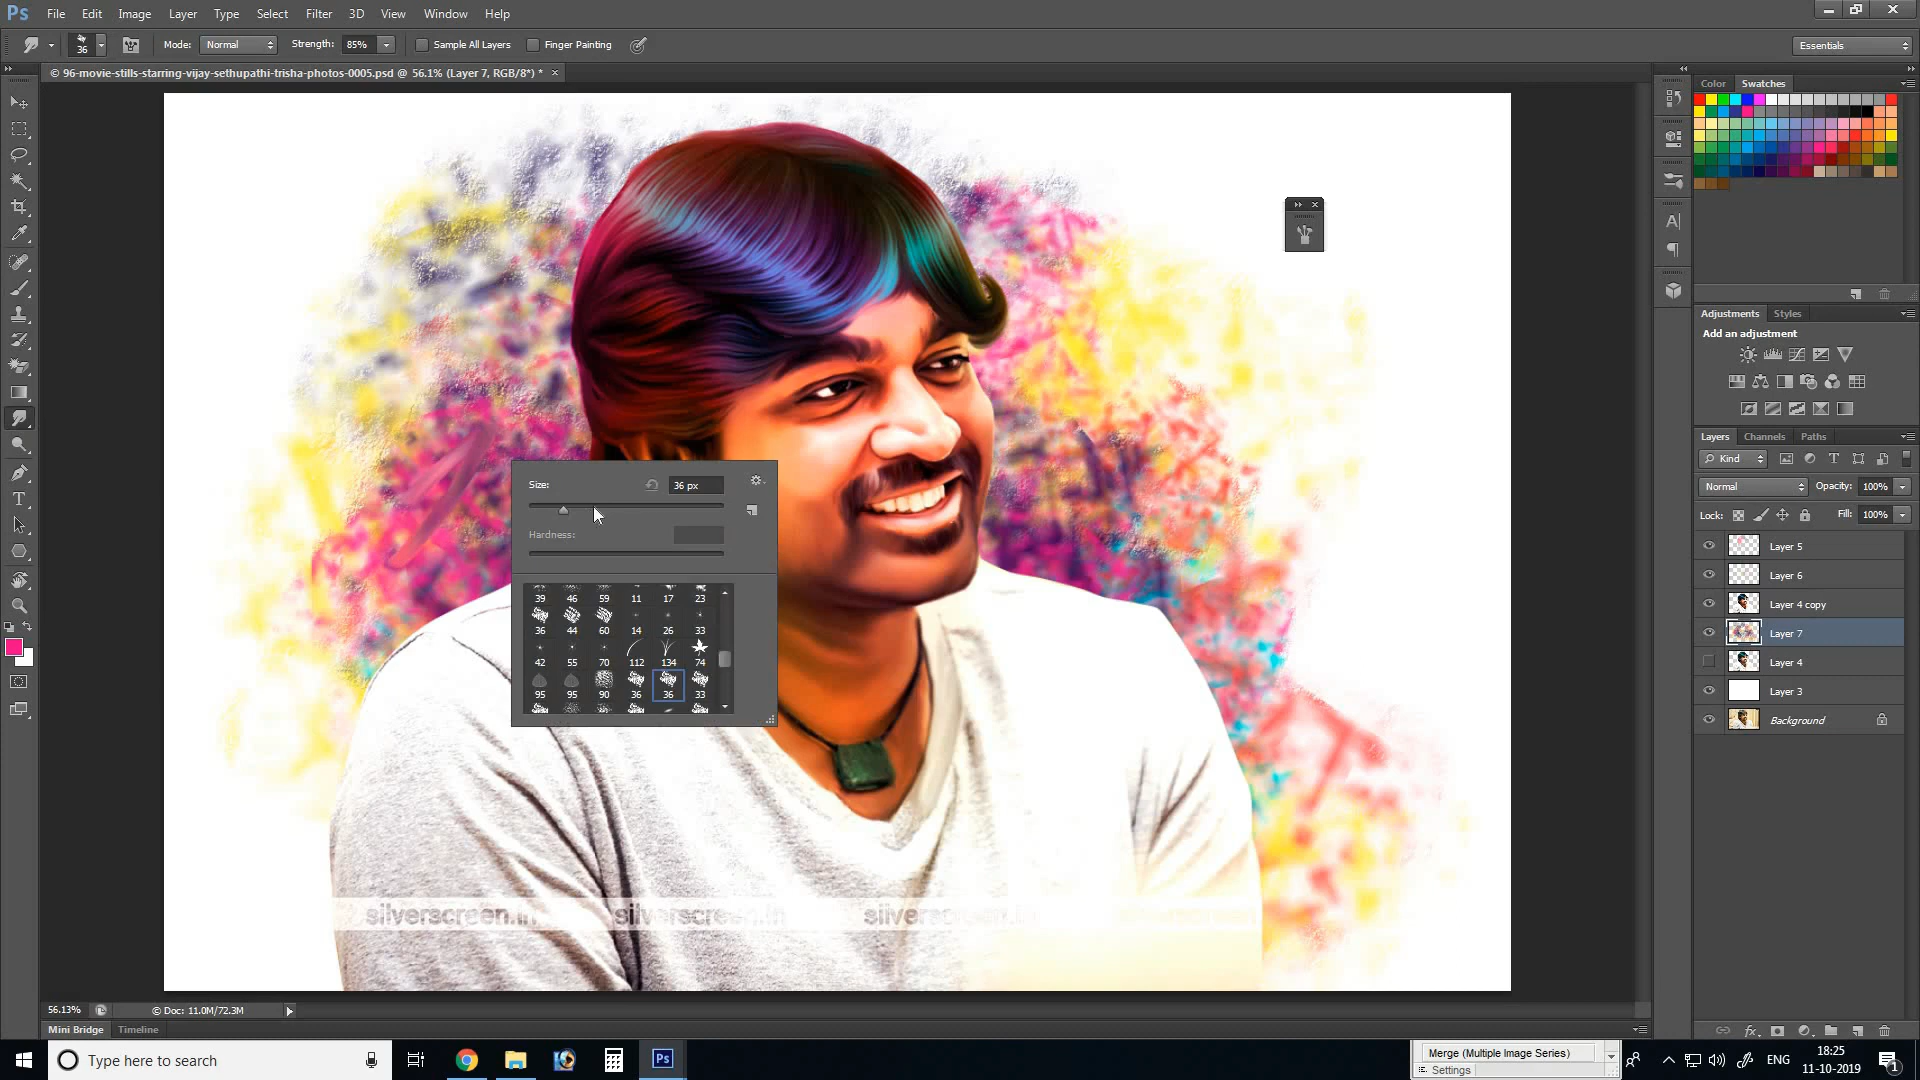 Ps File Edit Image Layer Type Select Filter 3D View Window Help
36 Mode: Normal Strength: 85% Sample All Layers Finger Painting Essentials
© 96-movie-stills-starring-vijay-sethupathi-trisha-photos-0005.psd @ 56.1% (Layer 7, RGB/8*) * ×
Color Swatches
Adjustments Styles
Add an adjustment
Layers Channels Paths
Kind
Normal Opacity: 100%
Lock: Fill: 100%
Layer 5
Layer 6
Layer 4 copy
Layer 7
Layer 4
Layer 3
Background
Size: 36 px
Hardness:
39 46 59 11 17 23
36 44 60 14 26 33
42 55 70 112 134 74
95 95 90 36 36 33
silverscreen.in silverscreen.in silverscreen.in
56.13% © Doc: 11.0M/72.3M
Mini Bridge Timeline
Type here to search
Ps
Merge (Multiple Image Series)
Settings
ENG
18:25
11-10-2019
1